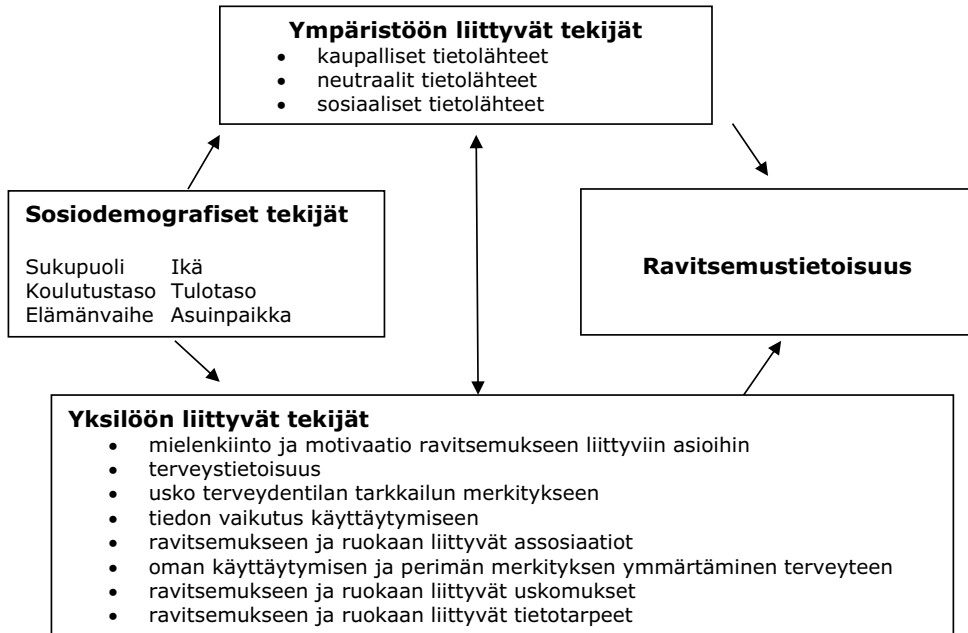 Ympäristöön liittyvät tekijät
• kaupalliset tietolähteet
• neutraalit tietolähteet
• sosiaaliset tietolähteet
Sosiodemografiset tekijät
Sukupuoli Ikä
Koulutustaso Tulotaso
Elämänvaihe Asuinpaikka
Ravitsemustietoisuus
Yksilöön liittyvät tekijät
• mielenkiinto ja motivaatio ravitsemukseen liittyviin asioihin
• terveystietoisuus
• usko terveydentilan tarkkailun merkitykseen
• tiedon vaikutus käyttäytymiseen
• ravitsemukseen ja ruokaan liittyvät assosiaatiot
• oman käyttäytymisen ja perimän merkityksen ymmärtäminen terveyteen
• ravitsemukseen ja ruokaan liittyvät uskomukset
• ravitsemukseen ja ruokaan liittyvät tietotarpeet